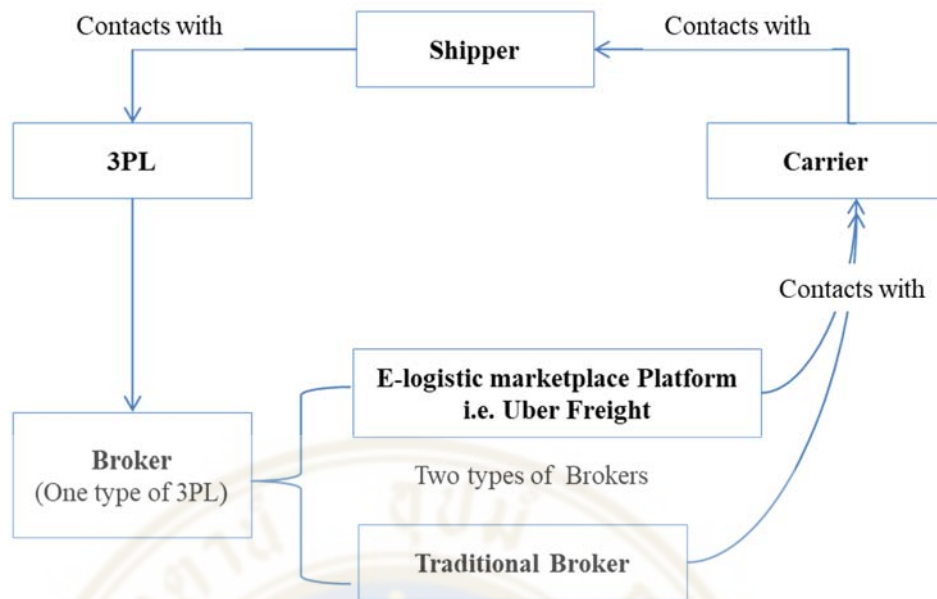 Contacts with
Shipper
Contacts with
3PL
Carrier
Contacts with
E-logistic marketplace Platform
i.e. Uber Freight
Broker
(One type of 3PL)
Two types of Brokers
Traditional Broker